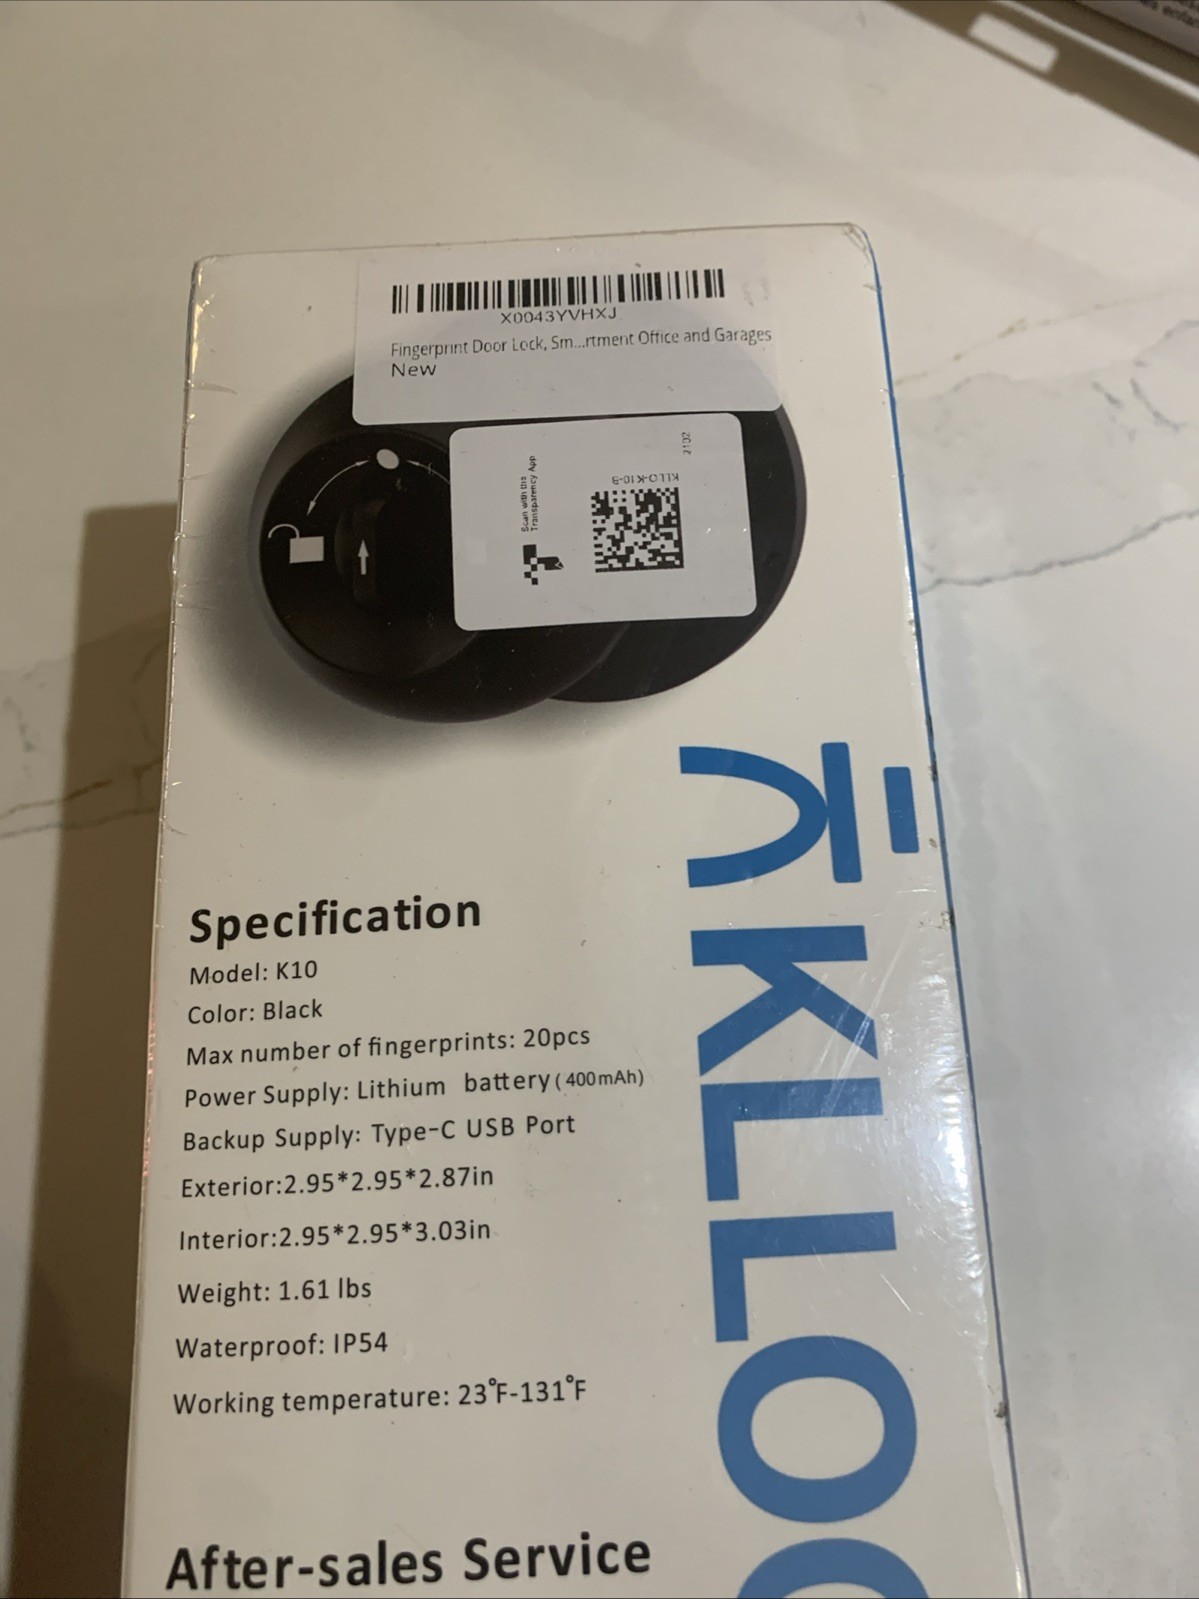 X0043YVHXJ
Fingerprint Door Lock, Sm...rtment Office and Garages
New
Scan with the
Transparency App
KLLO-K10-B
2102
KLLOC
Specification
Model: K10
Color: Black
Max number of fingerprints: 20pcs
Power Supply: Lithium battery(400mAh)
Backup Supply: Type-C USB Port
Exterior:2.95*2.95*2.87in
Interior:2.95*2.95*3.03in
Weight: 1.61 lbs
Waterproof: IP54
Working temperature: 23°F-131°F
After-sales Service